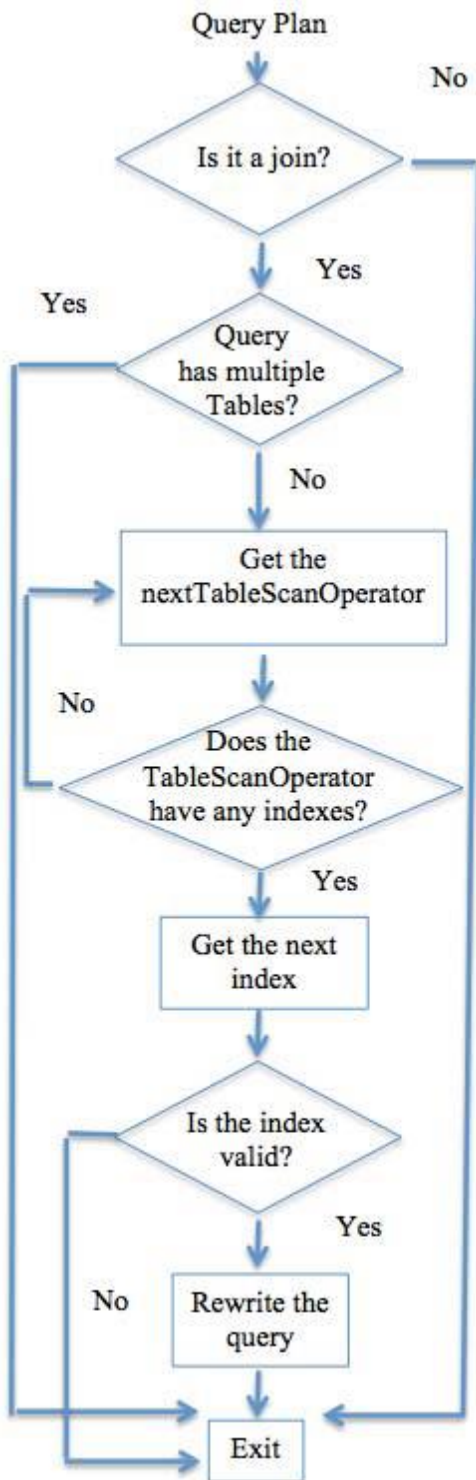 Query Plan
No
Is it a join?
Yes
Yes
Query
has multiple
Tables?
No
Get the
nextTableScanOperator
No
Does the
TableScanOperator
have any indexes?
Yes
Get the next
index
Is the index
valid?
Yes
No
Rewrite the
query
Exit